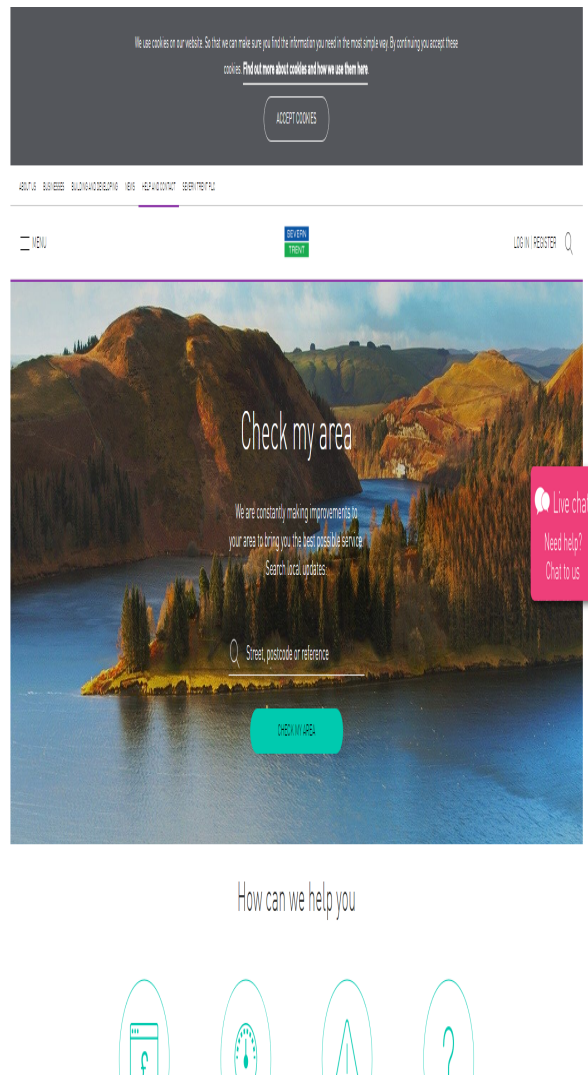 We use cookies on our website. So that we can make sure you find the information you need in the most simple way. By continuing you accept these
cookies. Find out more about cookies and how we use them here.
ACCEPT COOKIES
ABOUT US BUSINESSES BUILDING AND DEVELOPING NEWS HELP AND CONTACT SEVERN TRENT PLC
MENU
SEVERN
TRENT
LOG IN | REGISTER
Check my area
We are constantly making improvements to
your area to bring you the best possible service.
Search local updates:
Street, postcode or reference
CHECK MY AREA
Live chat
Need help?
Chat to us
How can we help you
£
?